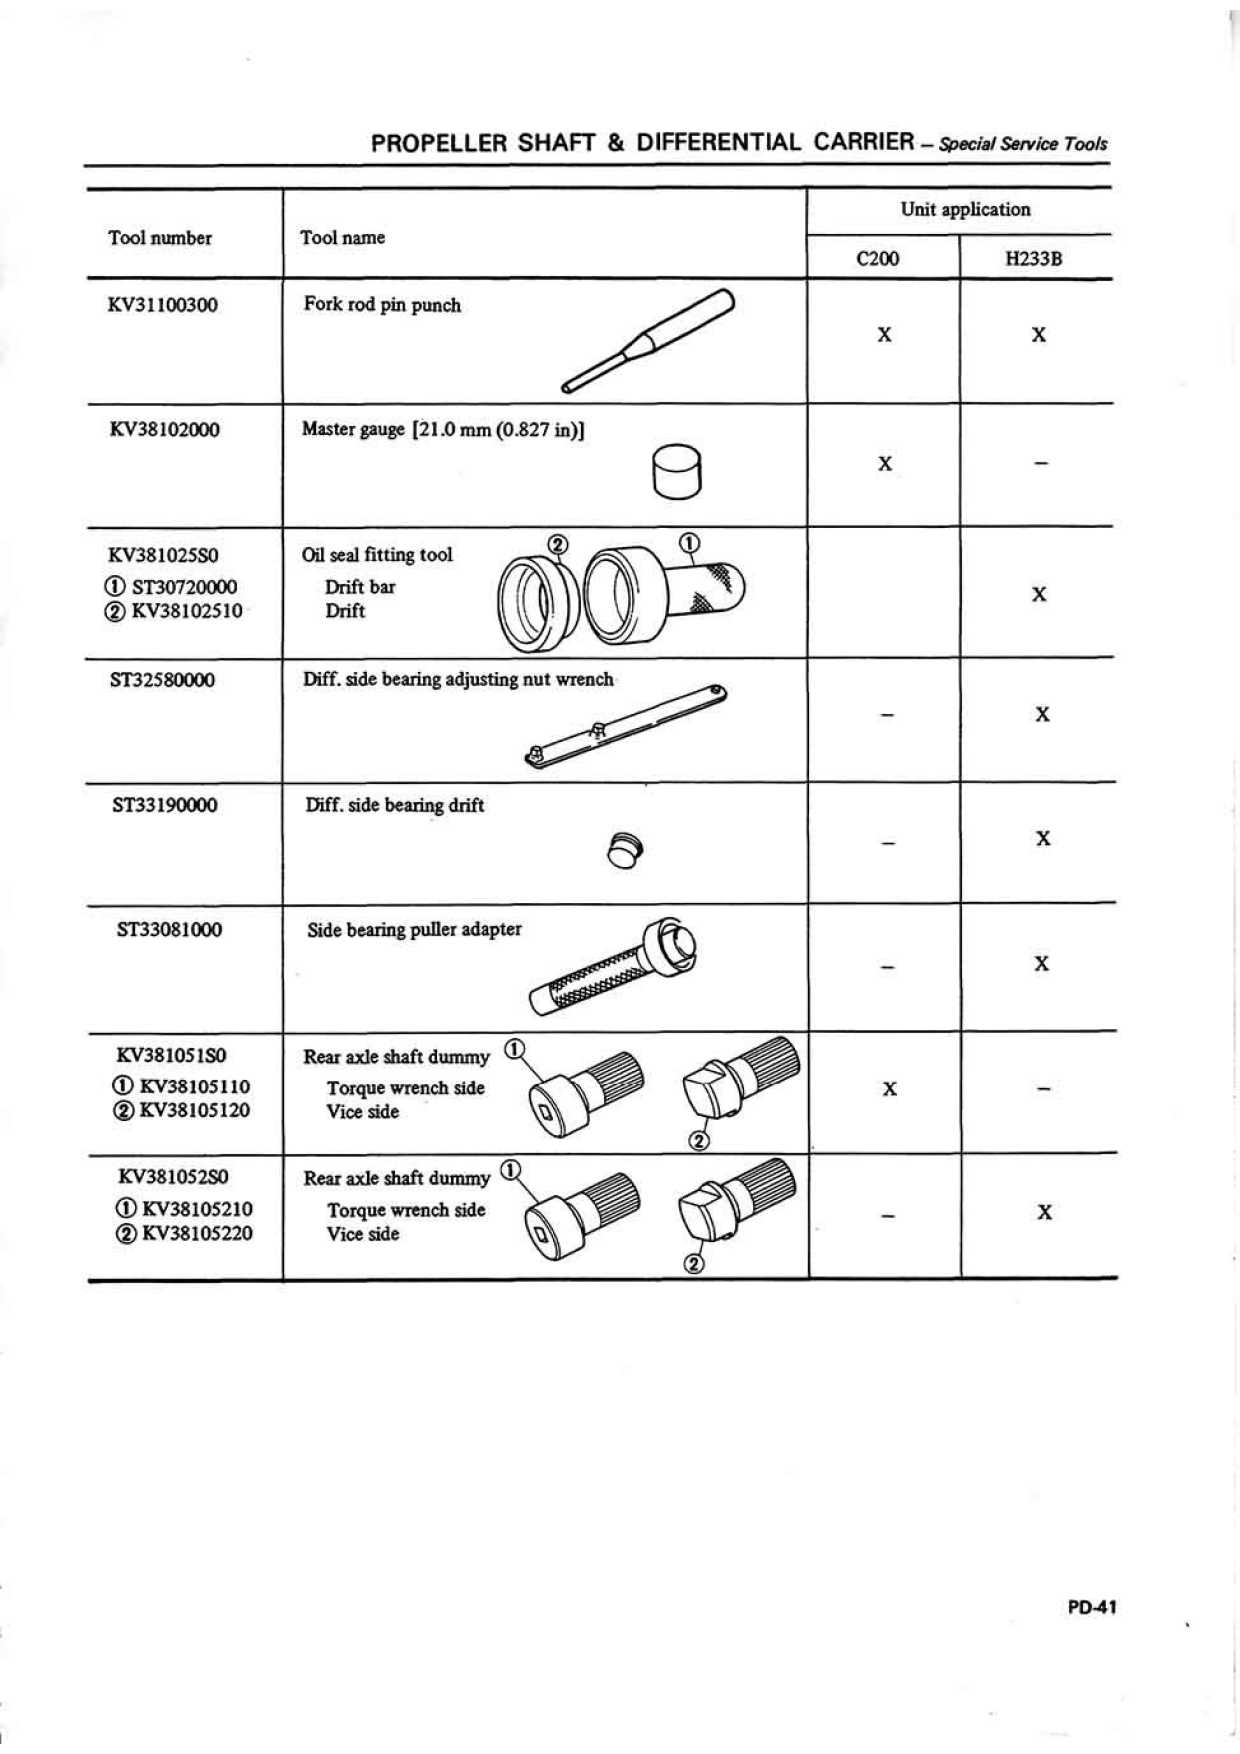 PROPELLER SHAFT & DIFFERENTIAL CARRIER – Special Service Tools
Unit application
Tool number Tool name
C200 H233B
KV31100300 Fork rod pin punch
X X
KV38102000 Master gauge [21.0 mm (0.827 in)]
X –
KV381025S0 Oil seal fitting tool ② ①
① ST30720000 Drift bar X
② KV38102510 Drift
ST32580000 Diff. side bearing adjusting nut wrench
– X
ST33190000 Diff. side bearing drift
– X
ST33081000 Side bearing puller adapter
– X
KV381051S0 Rear axle shaft dummy ①
① KV38105110 Torque wrench side X –
② KV38105120 Vice side
②
KV381052S0 Rear axle shaft dummy ①
① KV38105210 Torque wrench side – X
② KV38105220 Vice side
②
PD-41